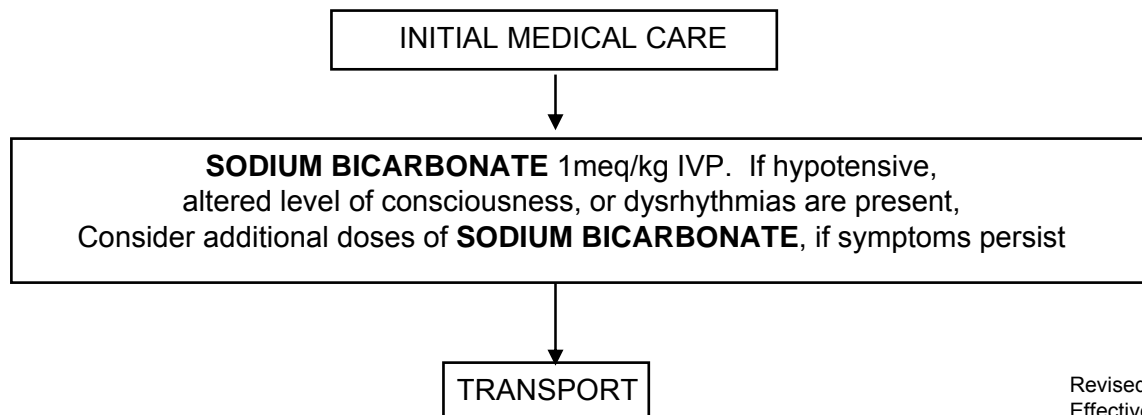 INITIAL MEDICAL CARE
SODIUM BICARBONATE 1meq/kg IVP. If hypotensive,
altered level of consciousness, or dysrhythmias are present,
Consider additional doses of SODIUM BICARBONATE, if symptoms persist
TRANSPORT
Revised
Effective